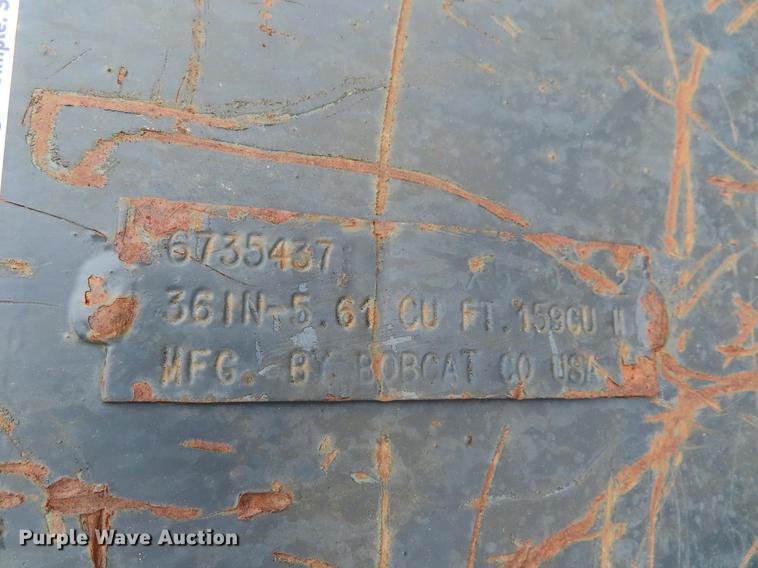 6735437
36IN-5.61 CU FT.159CU M
MFG. BY BOBCAT CO USA
Purple Wave Auction